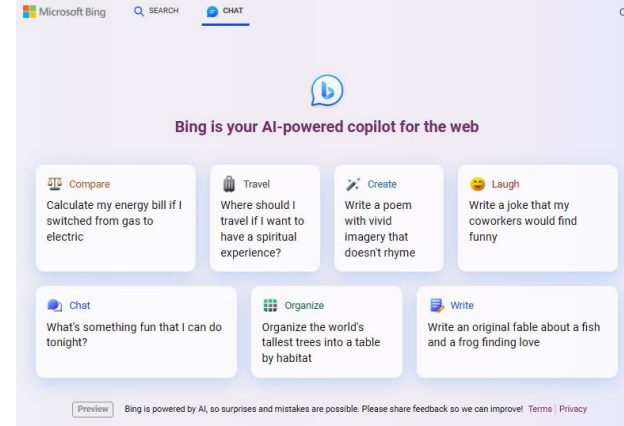 Microsoft Bing SEARCH CHAT
Bing is your AI-powered copilot for the web
Compare
Calculate my energy bill if I
switched from gas to
electric
Travel
Where should I
travel if I want to
have a spiritual
experience?
Create
Write a poem
with vivid
imagery that
doesn't rhyme
Laugh
Write a joke that my
coworkers would find
funny
Chat
What's something fun that I can do
tonight?
Organize
Organize the world's
tallest trees into a table
by habitat
Write
Write an original fable about a fish
and a frog finding love
Preview Bing is powered by AI, so surprises and mistakes are possible. Please share feedback so we can improve! Terms | Privacy